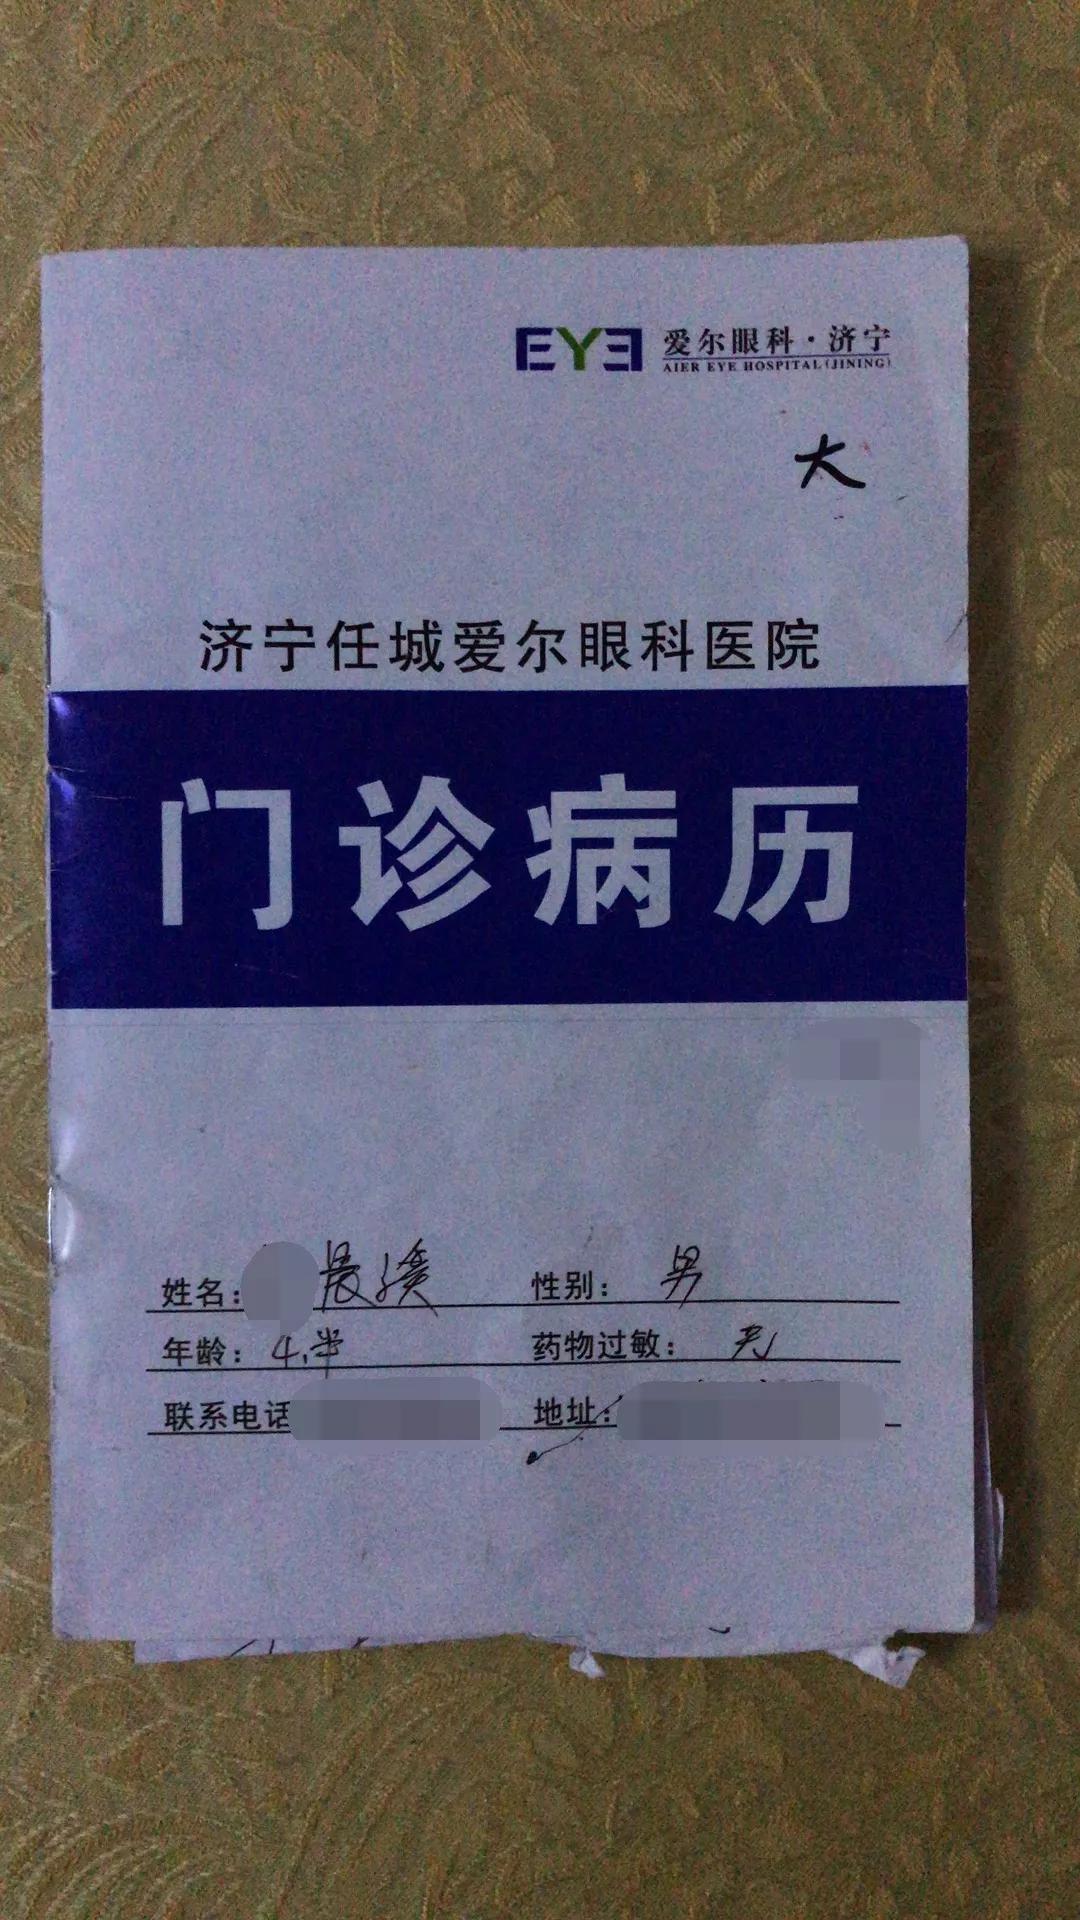 EYE 爱尔眼科·济宁
AIER EYE HOSPITAL(JINING)
大
济宁任城爱尔眼科医院
门诊病历
姓名: 晨 性别: 男
年龄: 4.半 药物过敏: 无
联系电话 地址: